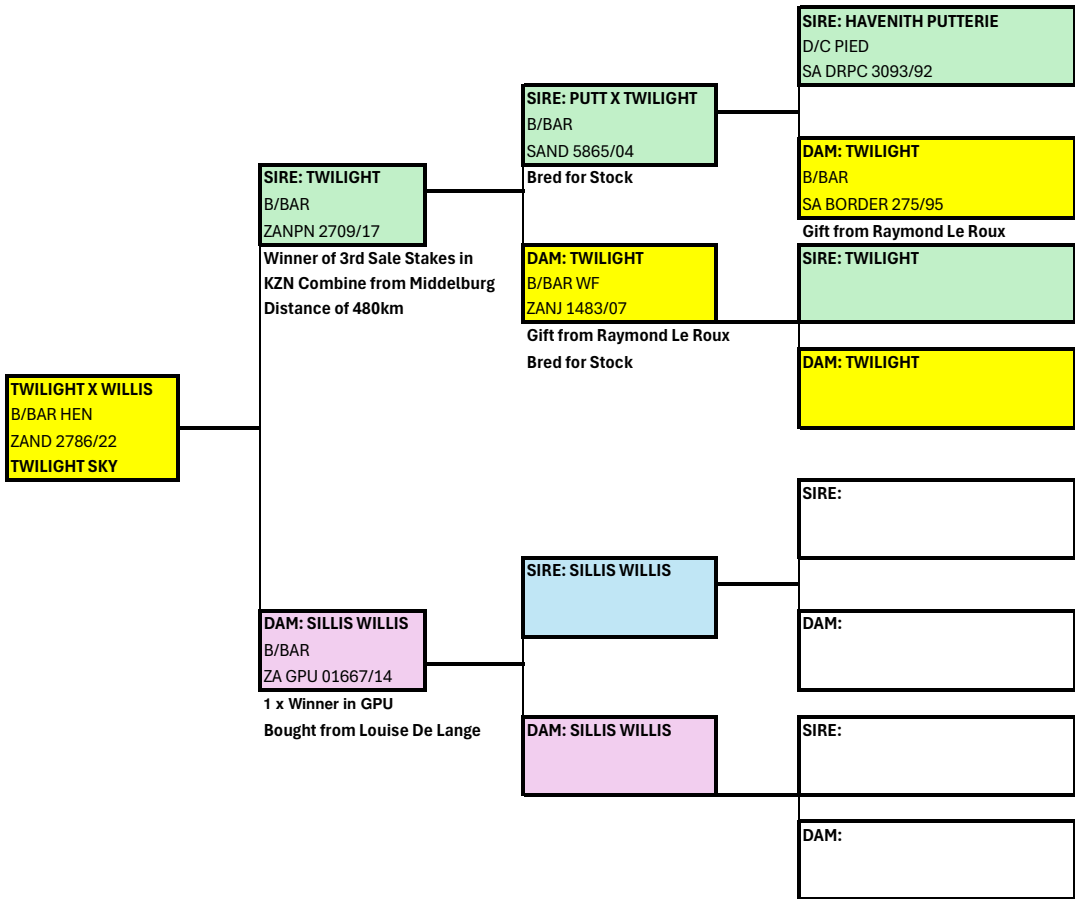 TWILIGHT X WILLIS
B/BAR HEN
ZAND 2786/22
TWILIGHT SKY
SIRE: TWILIGHT
B/BAR
ZANPN 2709/17
Winner of 3rd Sale Stakes in
KZN Combine from Middelburg
Distance of 480km
DAM: SILLIS WILLIS
B/BAR
ZA GPU 01667/14
1 x Winner in GPU
Bought from Louise De Lange
SIRE: PUTT X TWILIGHT
B/BAR
SAND 5865/04
Bred for Stock
DAM: TWILIGHT
B/BAR WF
ZANJ 1483/07
Gift from Raymond Le Roux
Bred for Stock
SIRE: SILLIS WILLIS
DAM: SILLIS WILLIS
SIRE: HAVENITH PUTTERIE
D/C PIED
SA DRPC 3093/92
DAM: TWILIGHT
B/BAR
SA BORDER 275/95
Gift from Raymond Le Roux
SIRE: TWILIGHT
DAM: TWILIGHT
SIRE:
DAM:
SIRE:
DAM: